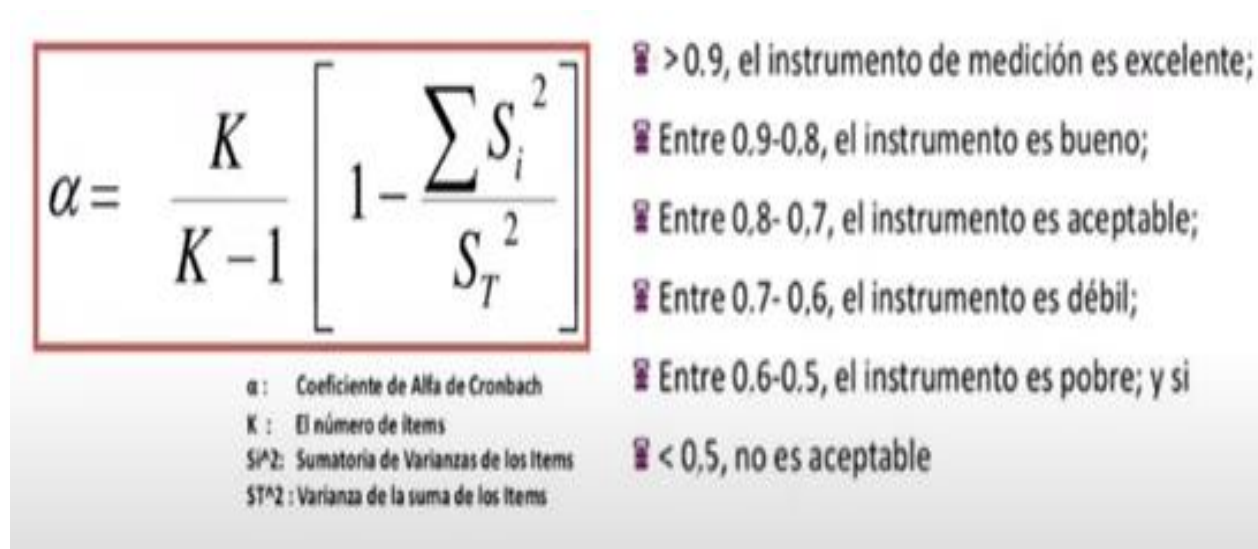 α = K / K – 1 [ 1 – ∑ Si² / ST² ]
α : Coeficiente de Alfa de Cronbach
K : El número de ítems
Si^2: Sumatoria de Varianzas de los Items
ST^2 : Varianza de la suma de los Items
>0.9, el instrumento de medición es excelente;
Entre 0.9-0.8, el instrumento es bueno;
Entre 0.8- 0.7, el instrumento es aceptable;
Entre 0.7- 0.6, el instrumento es débil;
Entre 0.6-0.5, el instrumento es pobre; y si
< 0.5, no es aceptable